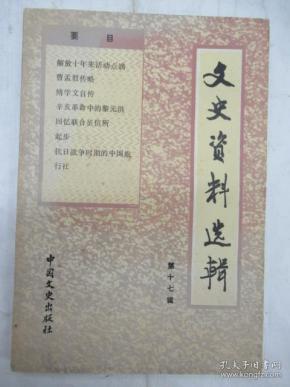 要目
解放十年来活动点滴
曹孟君传略
傅学文自传
辛亥革命中的黎元洪
回忆联合征信所
起步
抗日战争时期的中国旅
行社
文史资料选辑
第十七辑
中国文史出版社
孔夫子旧书网